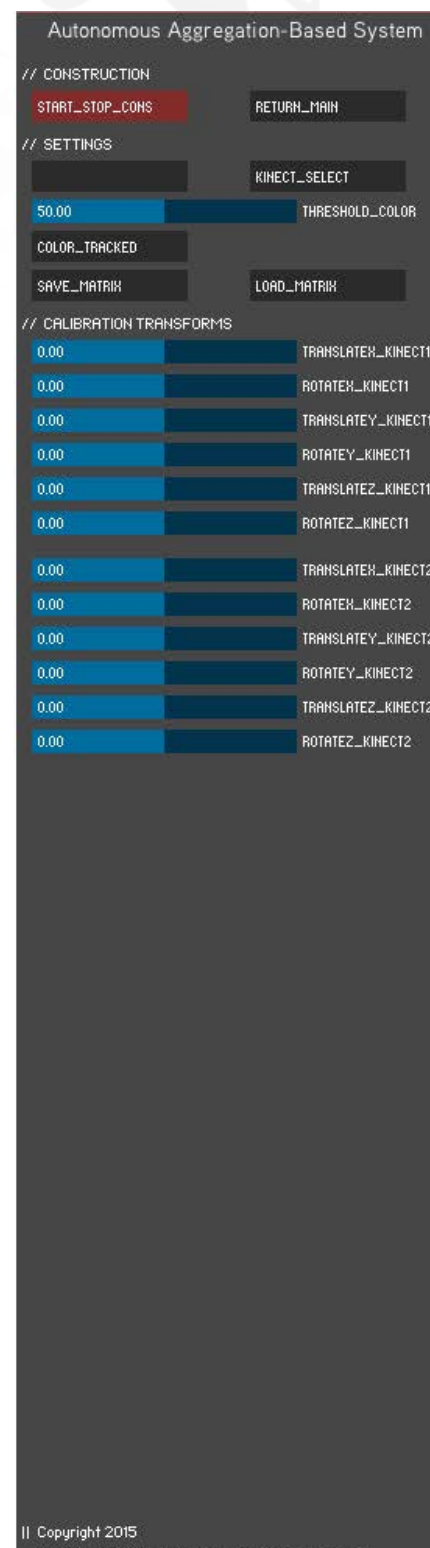 Autonomous Aggregation-Based System
// CONSTRUCTION
START_STOP_CONS RETURN_MAIN
// SETTINGS
KINECT_SELECT
50.00 THRESHOLD_COLOR
COLOR_TRACKED
SAVE_MATRIX LOAD_MATRIX
// CALIBRATION TRANSFORMS
0.00 TRANSLATEX_KINECT1
0.00 ROTATEX_KINECT1
0.00 TRANSLATEY_KINECT1
0.00 ROTATEY_KINECT1
0.00 TRANSLATEZ_KINECT1
0.00 ROTATEZ_KINECT1
0.00 TRANSLATEX_KINECT2
0.00 ROTATEX_KINECT2
0.00 TRANSLATEY_KINECT2
0.00 ROTATEY_KINECT2
0.00 TRANSLATEZ_KINECT2
0.00 ROTATEZ_KINECT2
|| Copyright 2015